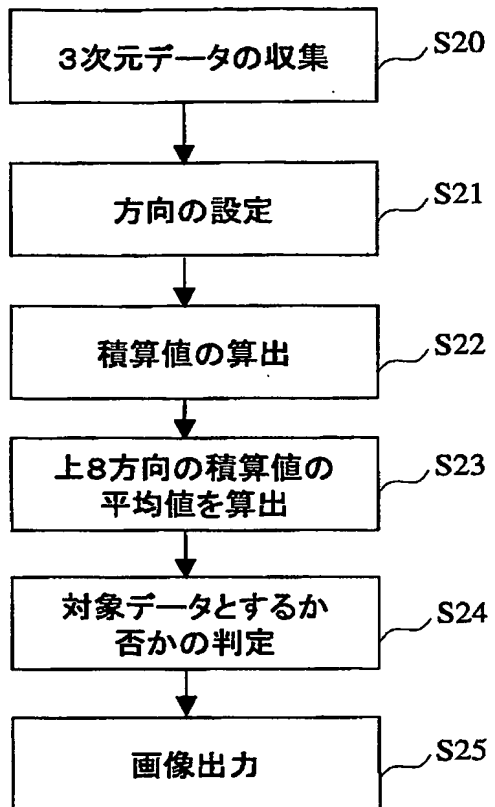 3次元データの収集
S20
方向の設定
S21
積算値の算出
S22
上8方向の積算値の
平均値を算出
S23
対象データとするか
否かの判定
S24
画像出力
S25